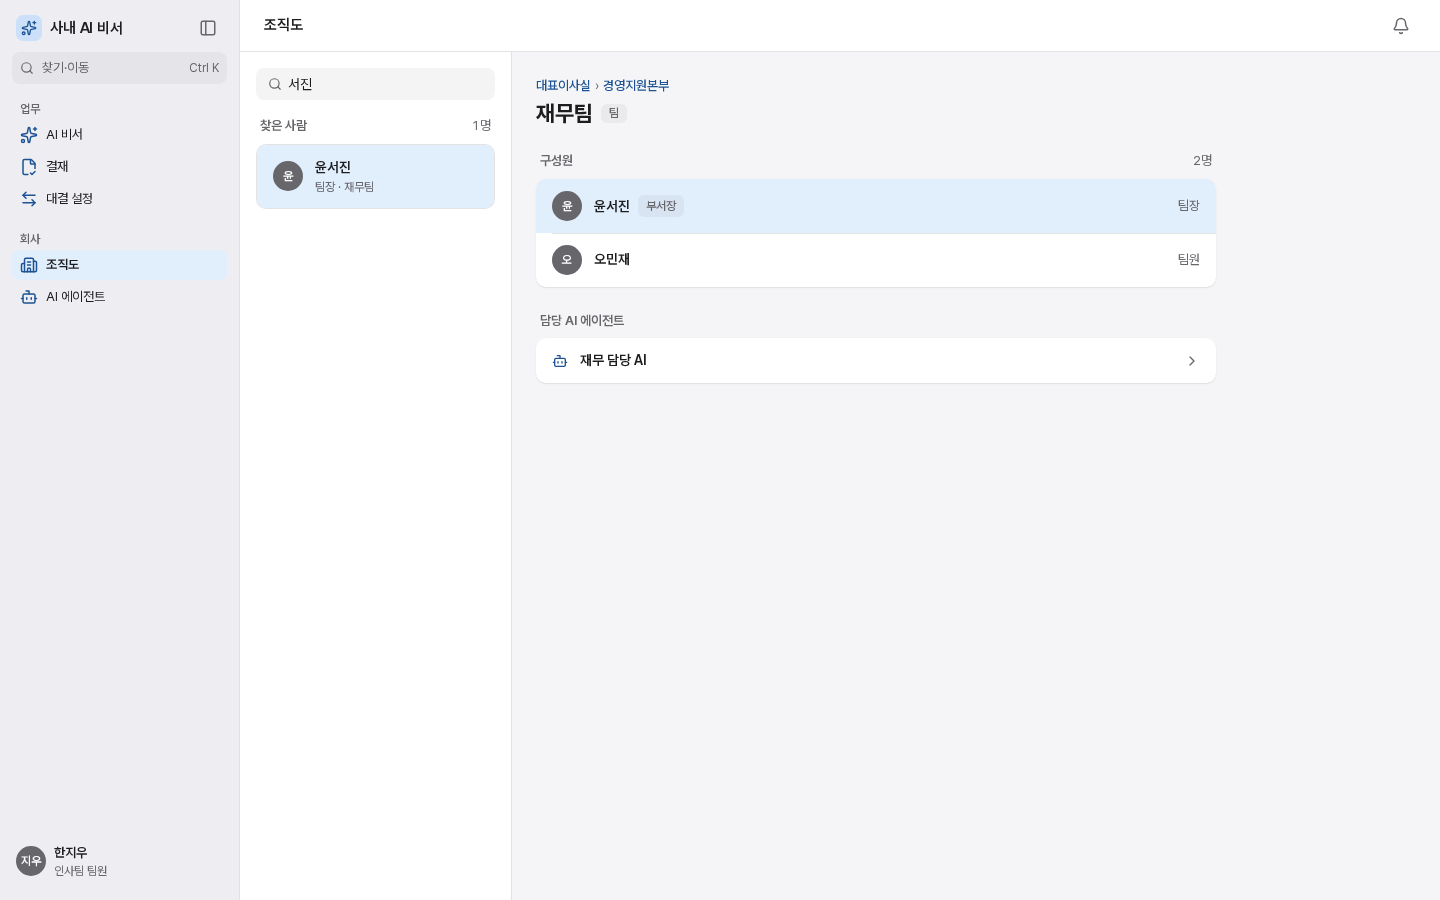 사내 AI 비서
찾기·이동 Ctrl K
업무
AI 비서
결재
대결 설정
회사
조직도
AI 에이전트
지우 한지우
인사팀 팀원
조직도
서진
찾은 사람 1명
윤 윤서진
팀장 · 재무팀
대표이사실 › 경영지원본부
재무팀 팀
구성원 2명
윤 윤서진 부서장 팀장
오 오민재 팀원
담당 AI 에이전트
재무 담당 AI